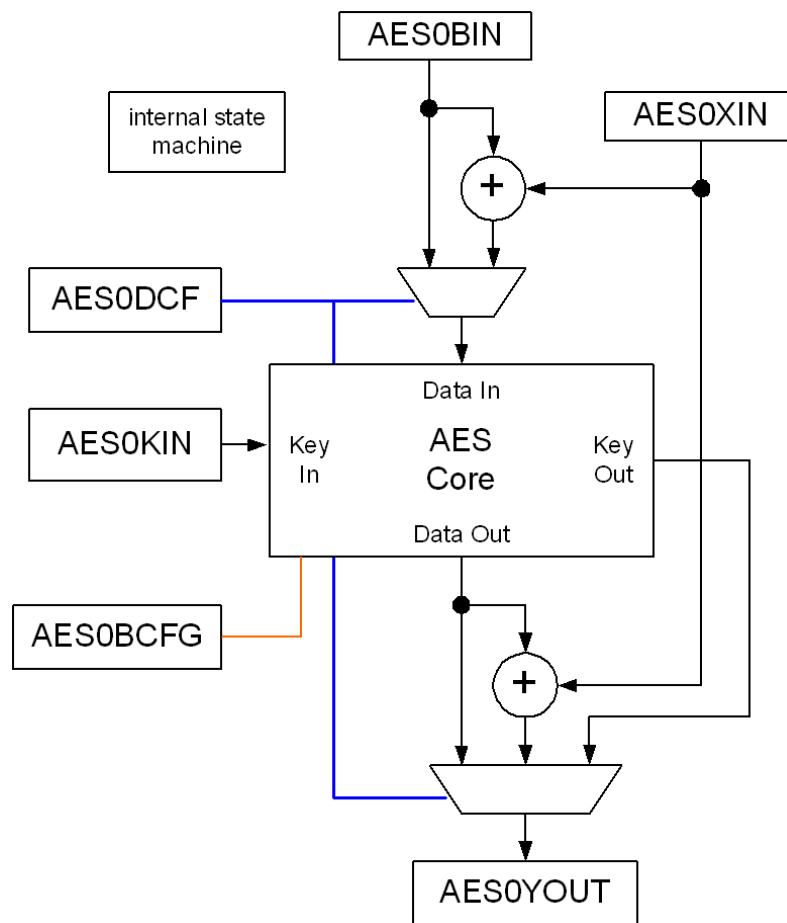 AES0BIN
internal state
machine
AES0XIN
+
AES0DCF
Data In
AES0KIN
Key
In
AES
Core
Key
Out
Data Out
AES0BCFG
+
AES0YOUT